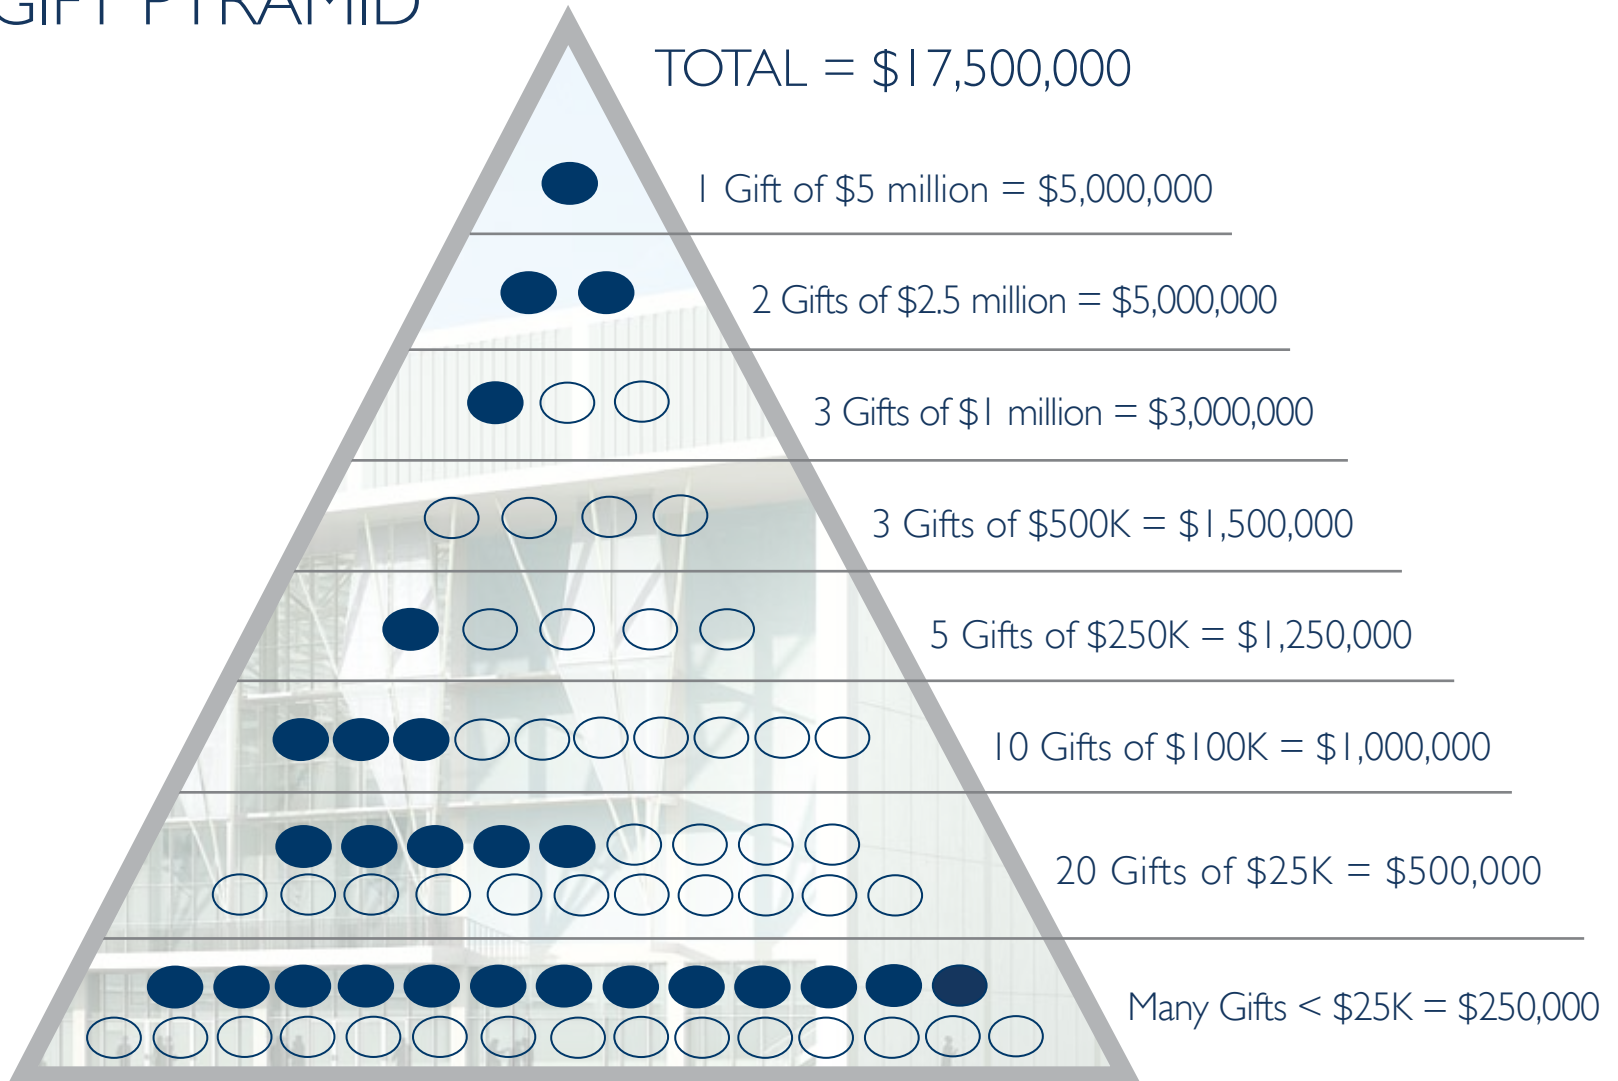 GIFT PYRAMID
TOTAL = $17,500,000
1 Gift of $5 million = $5,000,000
2 Gifts of $2.5 million = $5,000,000
3 Gifts of $1 million = $3,000,000
3 Gifts of $500K = $1,500,000
5 Gifts of $250K = $1,250,000
10 Gifts of $100K = $1,000,000
20 Gifts of $25K = $500,000
Many Gifts < $25K = $250,000